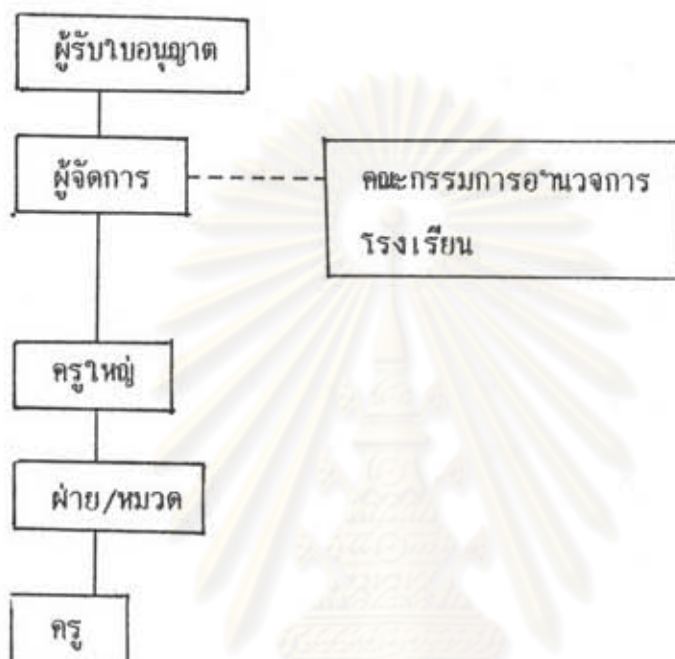 ผู้รับใบอนุญาต
ผู้จัดการ
คณะกรรมการอำนวจการ
โรงเรียน
ครูใหญ่
ฝ่าย/หมวด
ครู